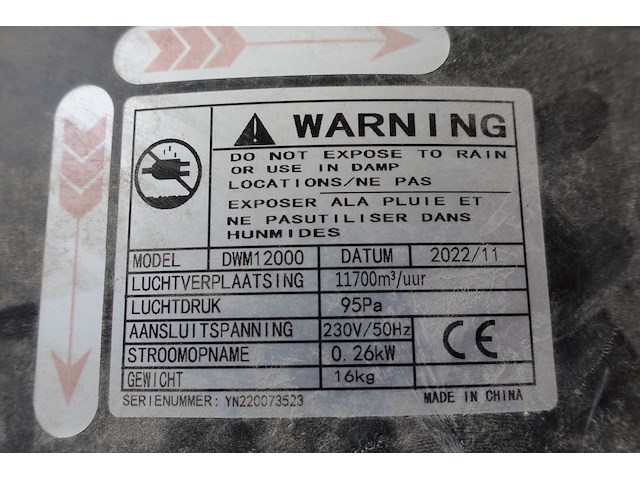 WARNING
DO NOT EXPOSE TO RAIN
OR USE IN DAMP
LOCATIONS/NE PAS
EXPOSER ALA PLUIE ET
NE PASUTILISER DANS
HUNMIDES
MODEL DWM12000 DATUM 2022/11
LUCHTVERPLAATSING 11700m³/uur
LUCHTDRUK 95Pa
AANSLUITSPANNING 230V/50Hz
STROOMOPNAME 0.26kW
GEWICHT 16kg
CE
SERIENUMMER: YN220073523 MADE IN CHINA